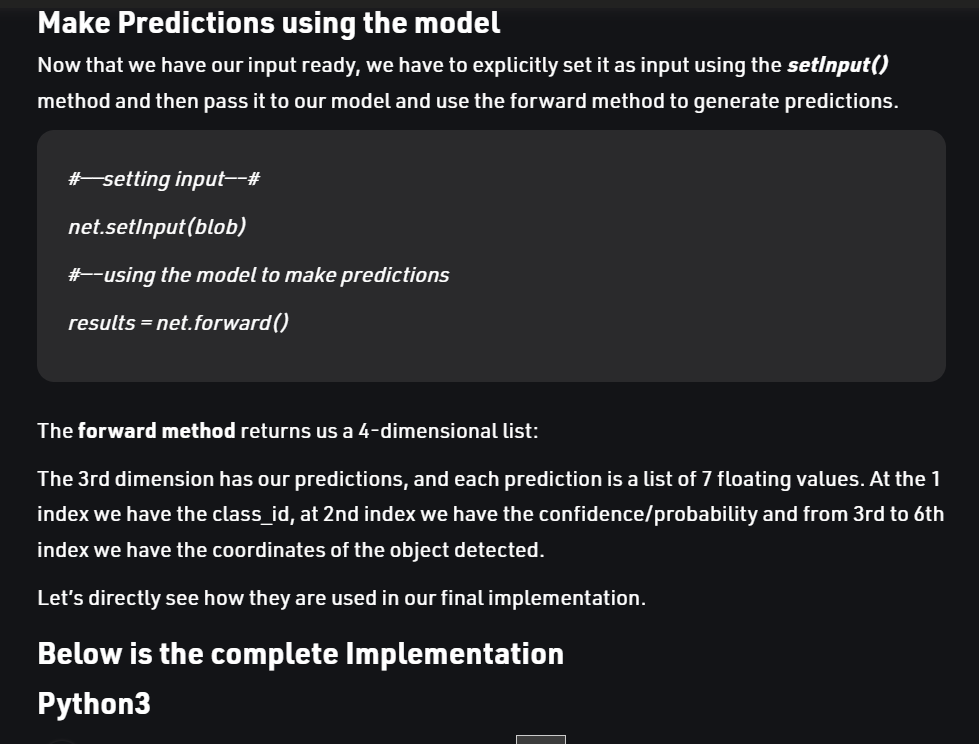 Make Predictions using the model
Now that we have our input ready, we have to explicitly set it as input using the setInput()
method and then pass it to our model and use the forward method to generate predictions.
#—setting input—-#
net.setInput(blob)
#—-using the model to make predictions
results = net.forward()
The forward method returns us a 4-dimensional list:
The 3rd dimension has our predictions, and each prediction is a list of 7 floating values. At the 1
index we have the class_id, at 2nd index we have the confidence/probability and from 3rd to 6th
index we have the coordinates of the object detected.
Let's directly see how they are used in our final implementation.
Below is the complete Implementation
Python3